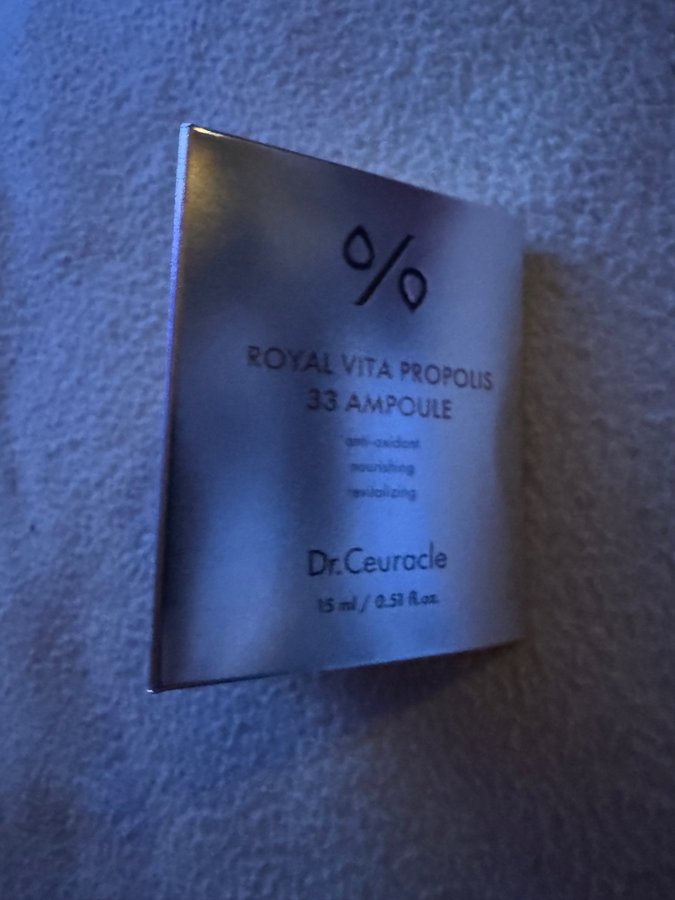 %
ROYAL VITA PROPOLIS
33 AMPOULE
anti-oxidant
nourishing
revitalizing
Dr.Ceuracle
15 ml / 0.51 fl.oz.